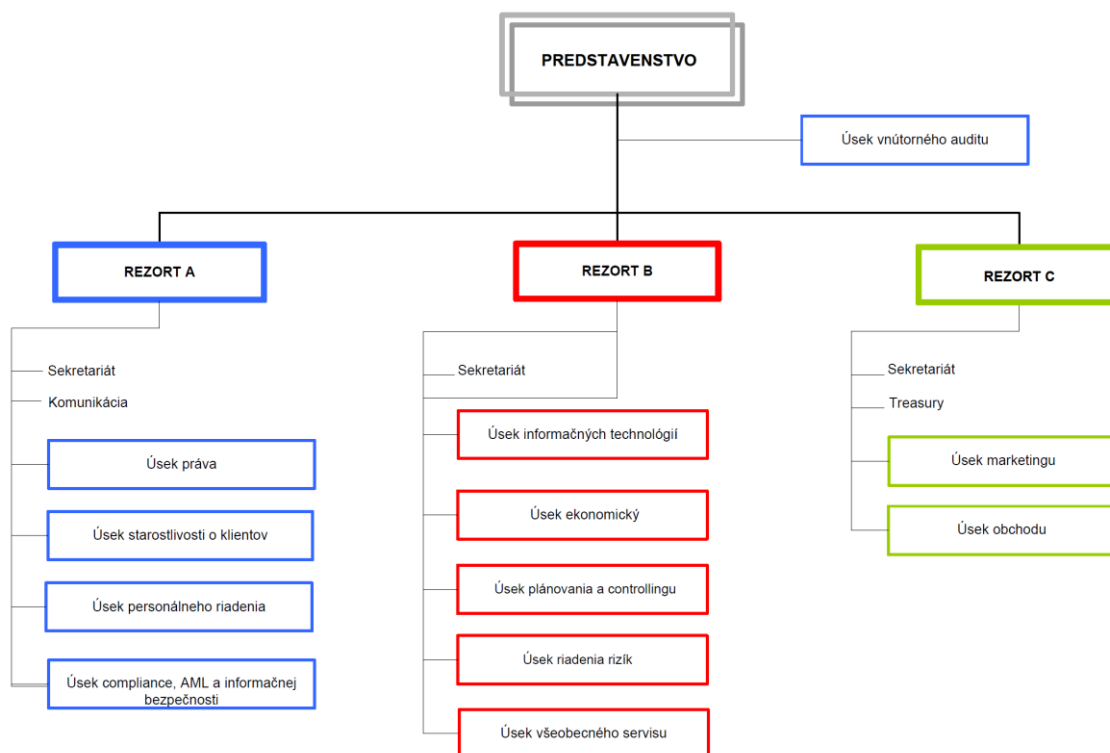 PREDSTAVENSTVO
Úsek vnútorného auditu
REZORT A
REZORT B
REZORT C
Sekretariát
Komunikácia
Úsek práva
Úsek starostlivosti o klientov
Úsek personálneho riadenia
Úsek compliance, AML a informačnej
bezpečnosti
Sekretariát
Úsek informačných technológií
Úsek ekonomický
Úsek plánovania a controllingu
Úsek riadenia rizík
Úsek všeobecného servisu
Sekretariát
Treasury
Úsek marketingu
Úsek obchodu